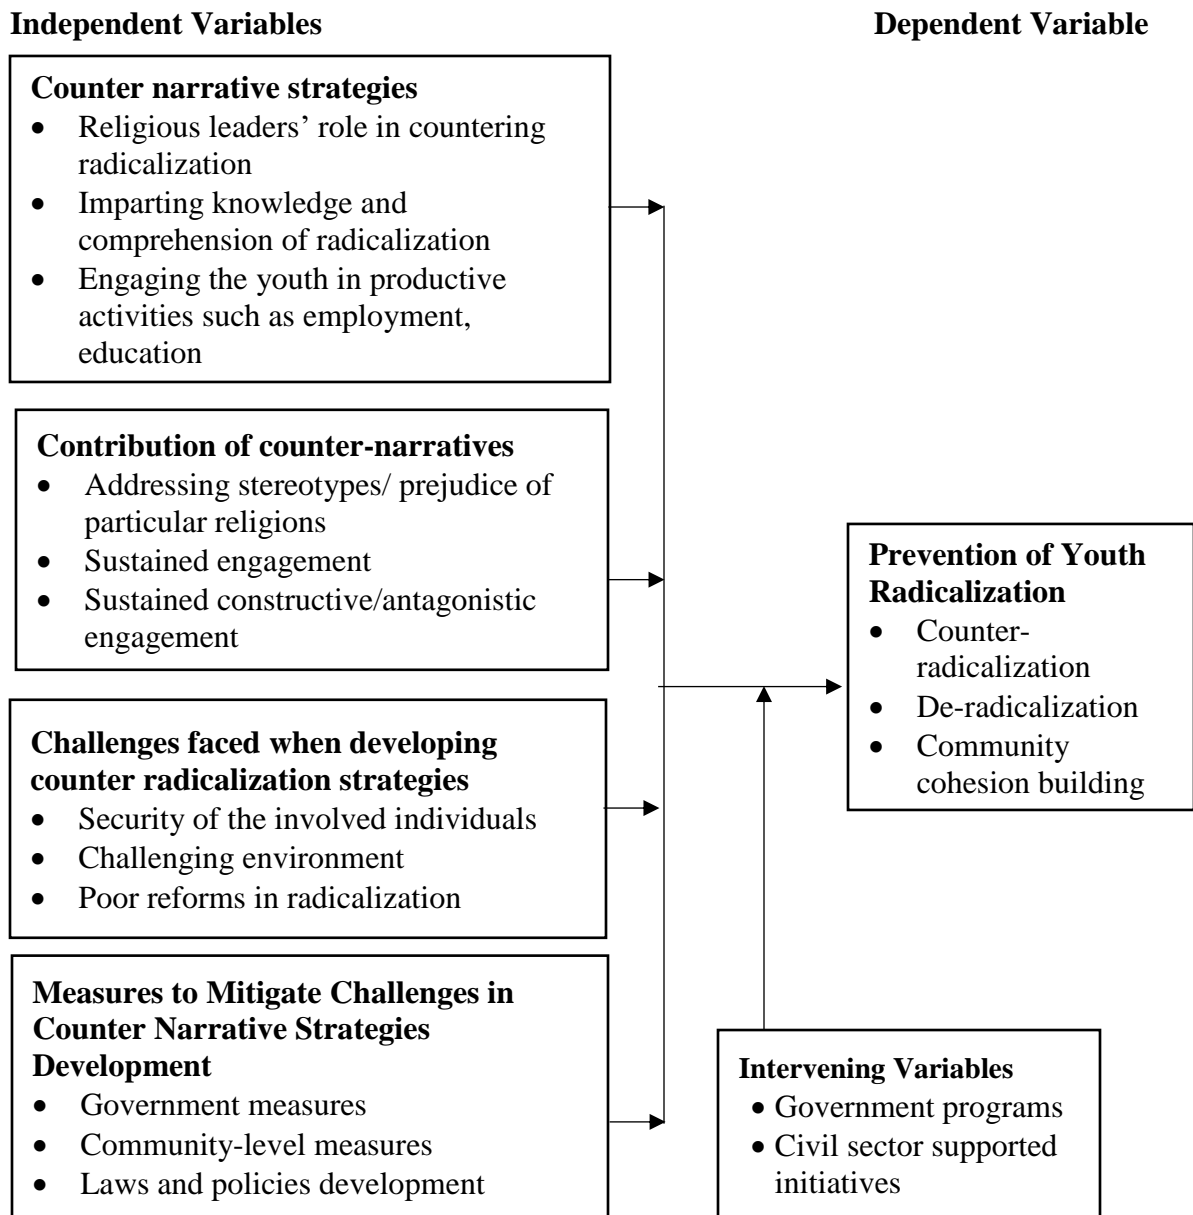 Independent Variables
Dependent Variable
Counter narrative strategies
• Religious leaders’ role in countering
radicalization
• Imparting knowledge and
comprehension of radicalization
• Engaging the youth in productive
activities such as employment,
education
Contribution of counter-narratives
• Addressing stereotypes/ prejudice of
particular religions
• Sustained engagement
• Sustained constructive/antagonistic
engagement
Challenges faced when developing
counter radicalization strategies
• Security of the involved individuals
• Challenging environment
• Poor reforms in radicalization
Measures to Mitigate Challenges in
Counter Narrative Strategies
Development
• Government measures
• Community-level measures
• Laws and policies development
Prevention of Youth
Radicalization
• Counter-
radicalization
• De-radicalization
• Community
cohesion building
Intervening Variables
• Government programs
• Civil sector supported
initiatives